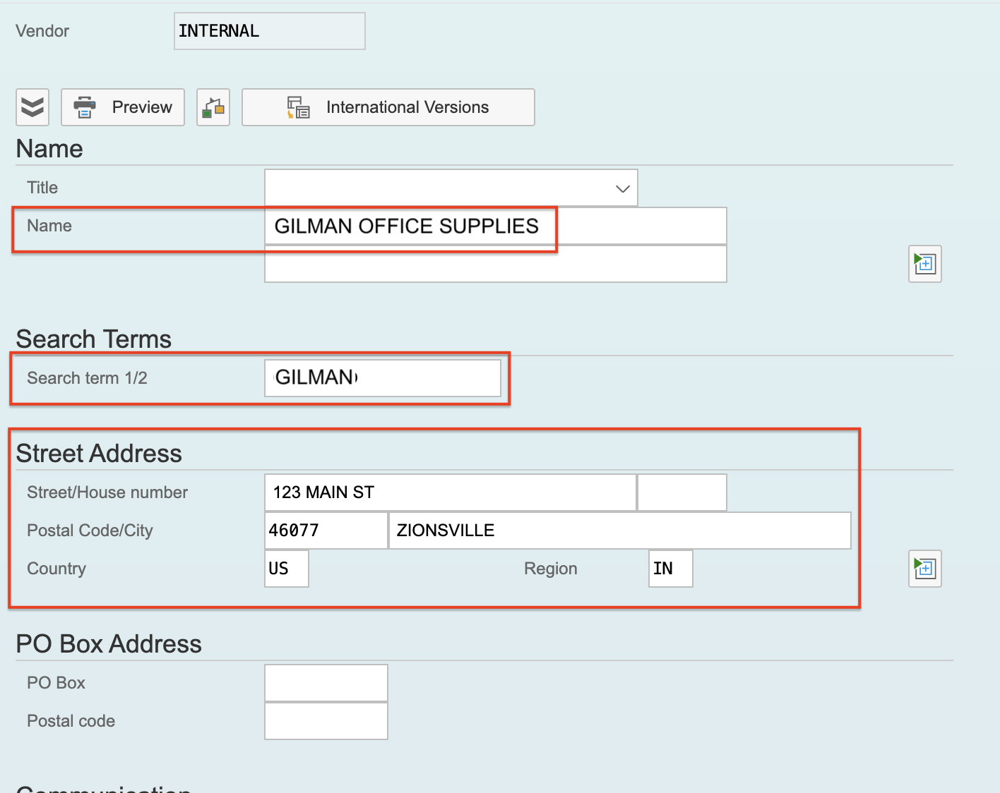 Vendor INTERNAL
Preview International Versions
Name
Title
Name GILMAN OFFICE SUPPLIES
Search Terms
Search term 1/2 GILMAN
Street Address
Street/House number 123 MAIN ST
Postal Code/City 46077 ZIONSVILLE
Country US Region IN
PO Box Address
PO Box
Postal code
Communication